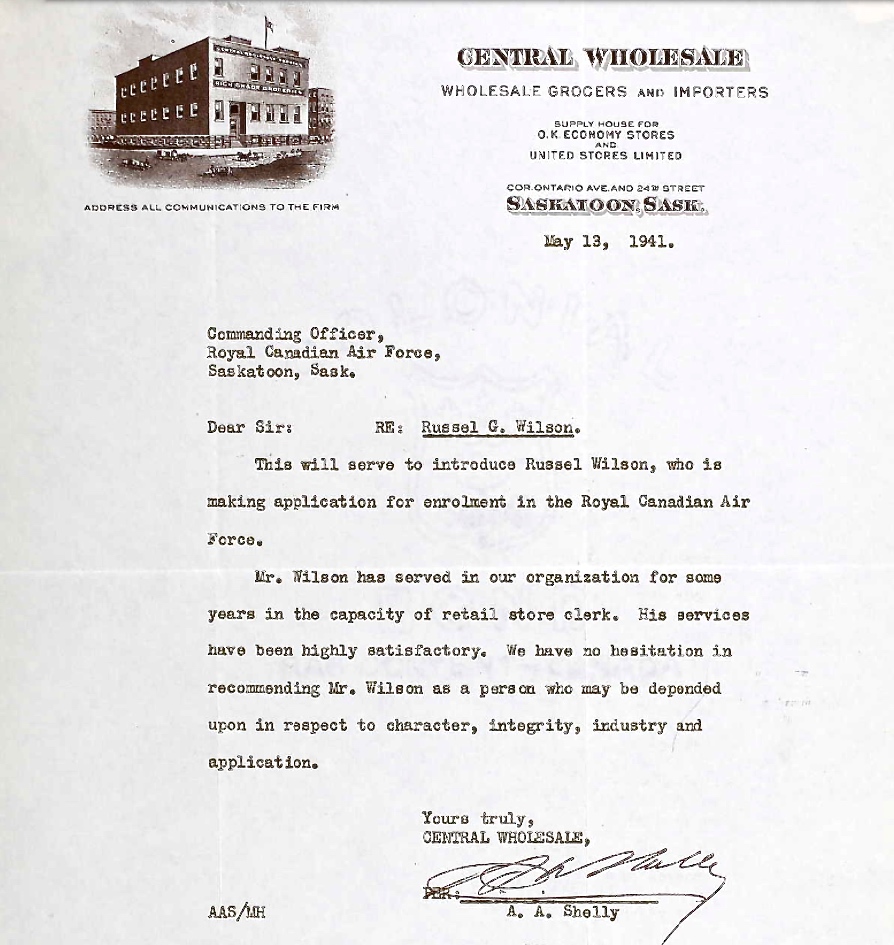 CENTRAL WHOLESALE
HIGH GRADE GROCERIES
ADDRESS ALL COMMUNICATIONS TO THE FIRM
CENTRAL WHOLESALE
WHOLESALE GROCERS AND IMPORTERS
SUPPLY HOUSE FOR
O.K. ECONOMY STORES
AND
UNITED STORES LIMITED
COR. ONTARIO AVE. AND 24TH STREET
SASKATOON, SASK.
May 13, 1941.
Commanding Officer,
Royal Canadian Air Force,
Saskatoon, Sask.
Dear Sir: RE: Russel G. Wilson.
This will serve to introduce Russel Wilson, who is
making application for enrolment in the Royal Canadian Air
Force.
Mr. Wilson has served in our organization for some
years in the capacity of retail store clerk. His services
have been highly satisfactory. We have no hesitation in
recommending Mr. Wilson as a person who may be depended
upon in respect to character, integrity, industry and
application.
Yours truly,
CENTRAL WHOLESALE,
PER:
AAS/MH A. A. Shelly